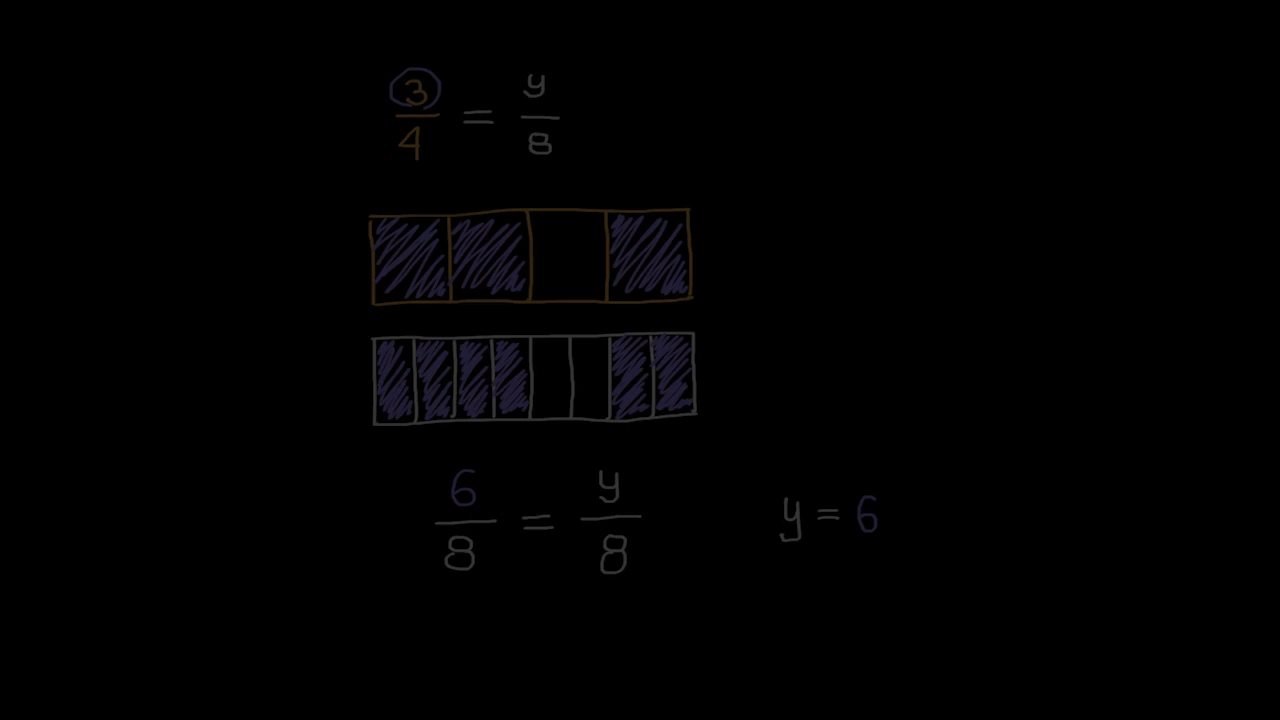 3/4 = y/8
6/8 = y/8 y = 6